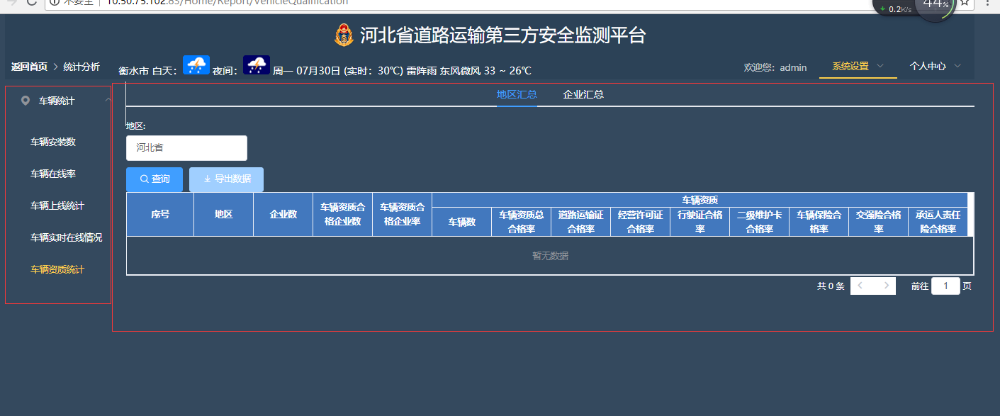 不安全 10.50.75.102:83/Home/Report/VehicleQualification
0.2K/s
44%
河北省道路运输第三方安全监测平台
返回首页 > 统计分析
衡水市 白天: 夜间: 周一 07月30日 (实时：30℃) 雷阵雨 东风微风 33 ~ 26℃
欢迎您: admin
系统设置
个人中心
车辆统计
车辆安装数
车辆在线率
车辆上线统计
车辆实时在线情况
车辆资质统计
地区汇总
企业汇总
地区:
河北省
查询
导出数据
序号
地区
企业数
车辆资质合
格企业数
车辆资质合
格企业率
车辆资质
车辆数
车辆资质总
合格率
道路运输证
合格率
经营许可证
合格率
行驶证合格
率
二级维护卡
合格率
车辆保险合
格率
交强险合格
率
承运人责任
险合格率
暂无数据
共 0 条
前往 1 页